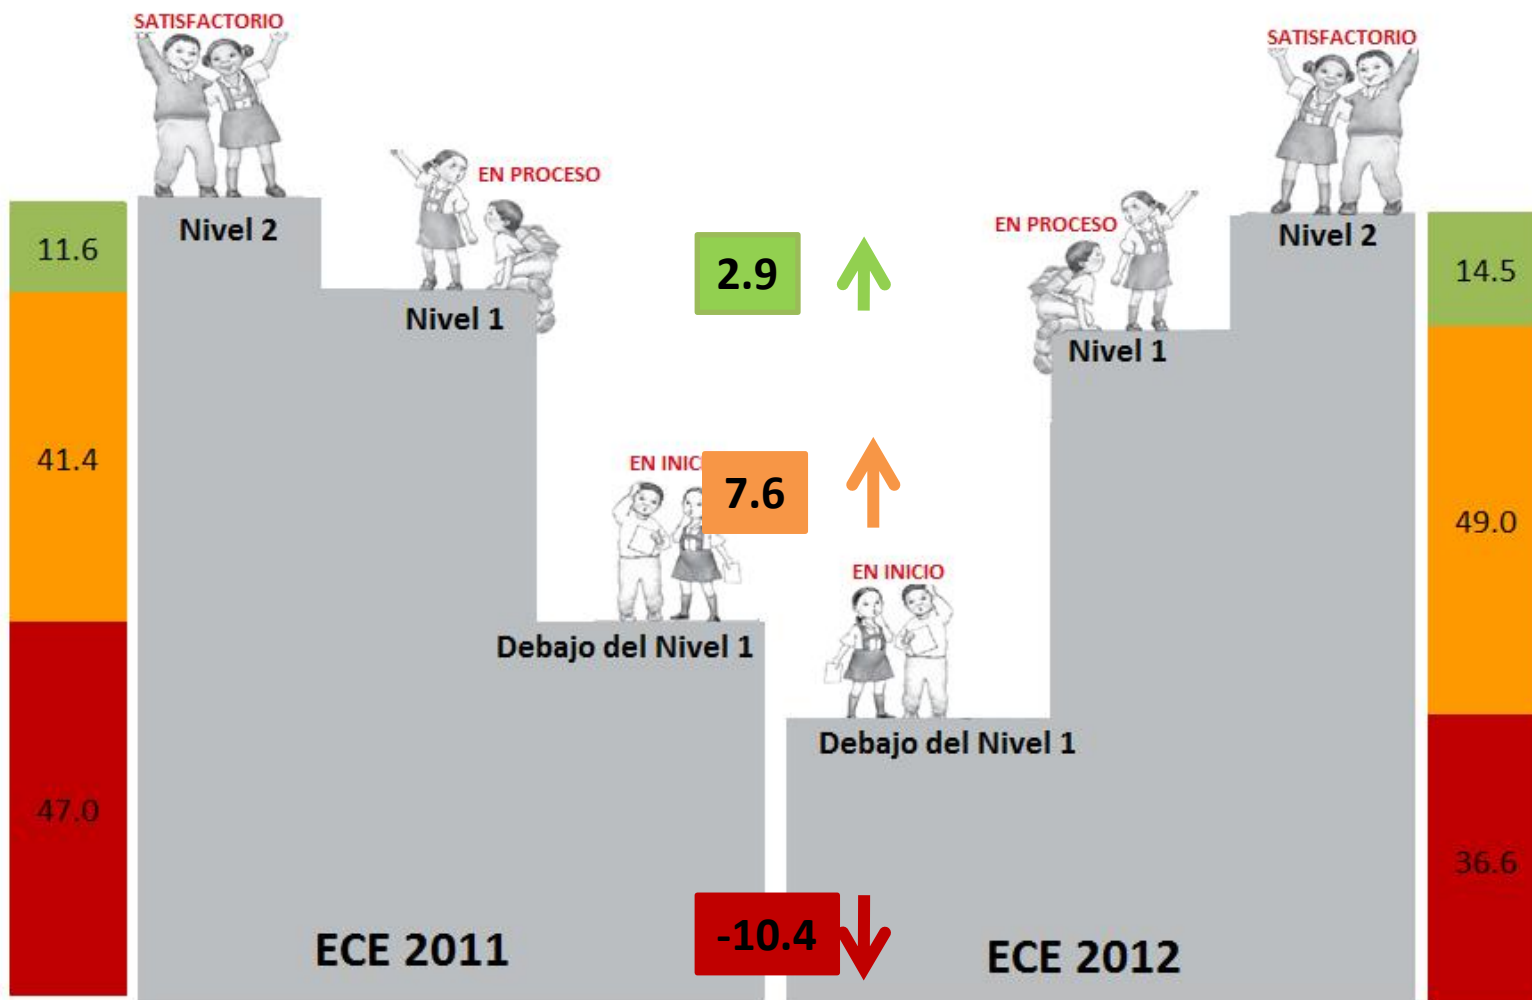 SATISFACTORIO
SATISFACTORIO
EN PROCESO
EN PROCESO
11.6
Nivel 2
2.9
Nivel 2
14.5
Nivel 1
Nivel 1
41.4
EN INIC
7.6
49.0
EN INICIO
Debajo del Nivel 1
Debajo del Nivel 1
47.0
36.6
ECE 2011
-10.4
ECE 2012